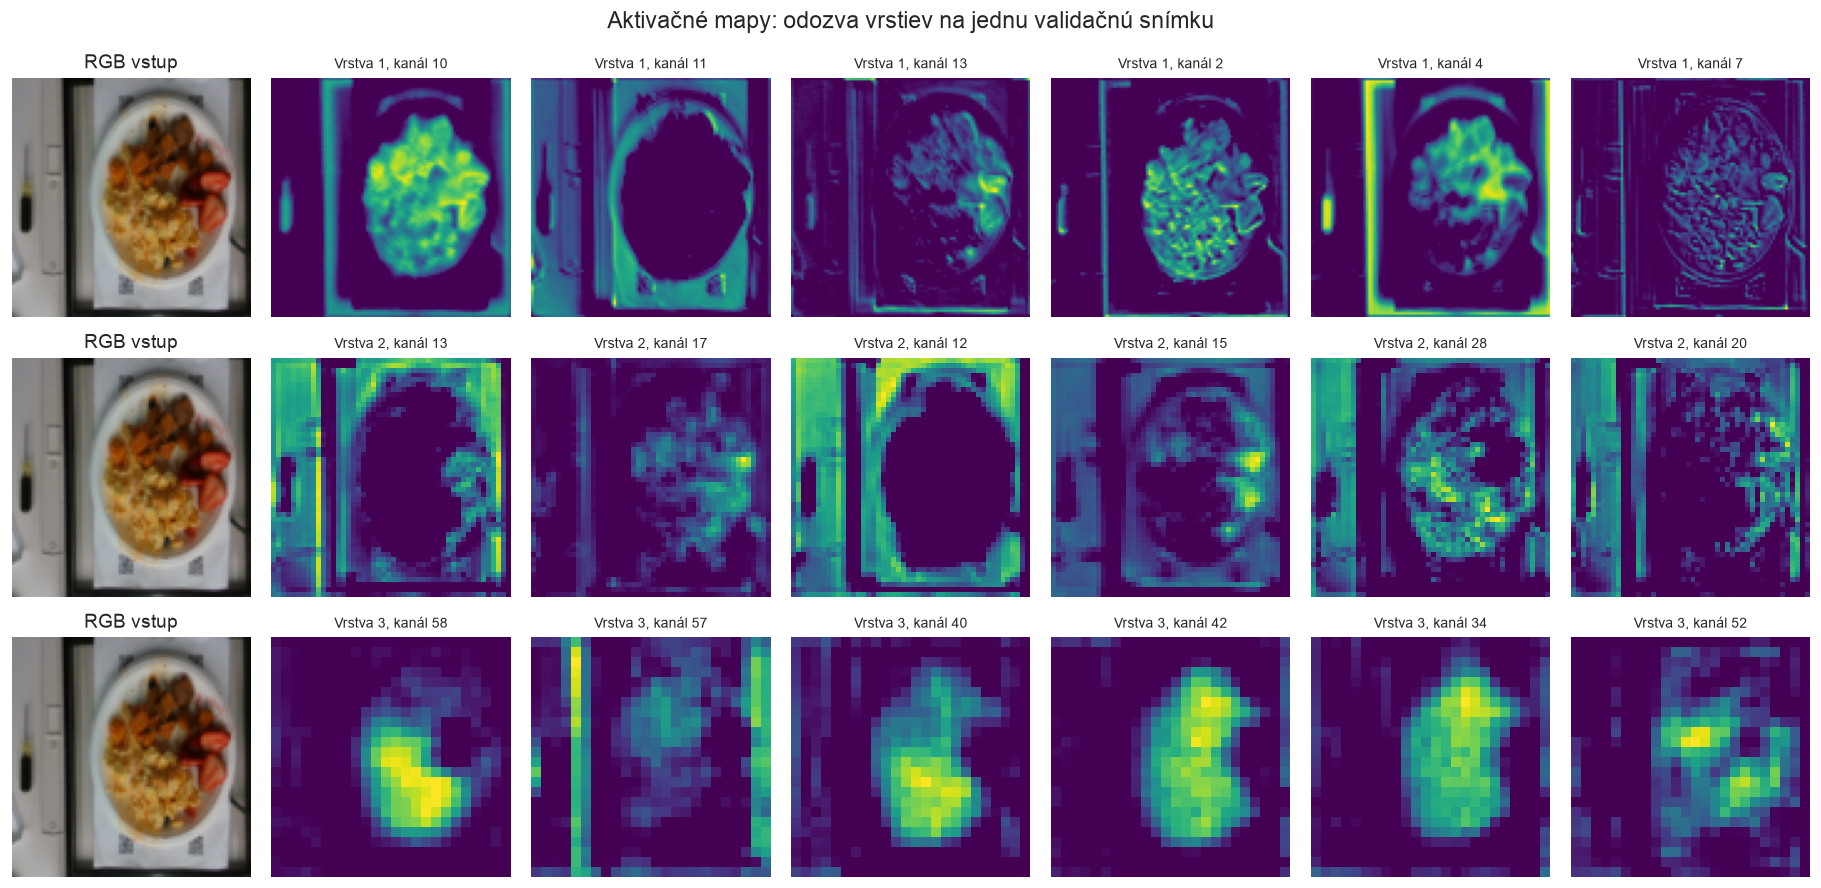 Aktivačné mapy: odozva vrstiev na jednu validačnú snímku
RGB vstup
Vrstva 1, kanál 10
Vrstva 1, kanál 11
Vrstva 1, kanál 13
Vrstva 1, kanál 2
Vrstva 1, kanál 4
Vrstva 1, kanál 7
RGB vstup
Vrstva 2, kanál 13
Vrstva 2, kanál 17
Vrstva 2, kanál 12
Vrstva 2, kanál 15
Vrstva 2, kanál 28
Vrstva 2, kanál 20
RGB vstup
Vrstva 3, kanál 58
Vrstva 3, kanál 57
Vrstva 3, kanál 40
Vrstva 3, kanál 42
Vrstva 3, kanál 34
Vrstva 3, kanál 52